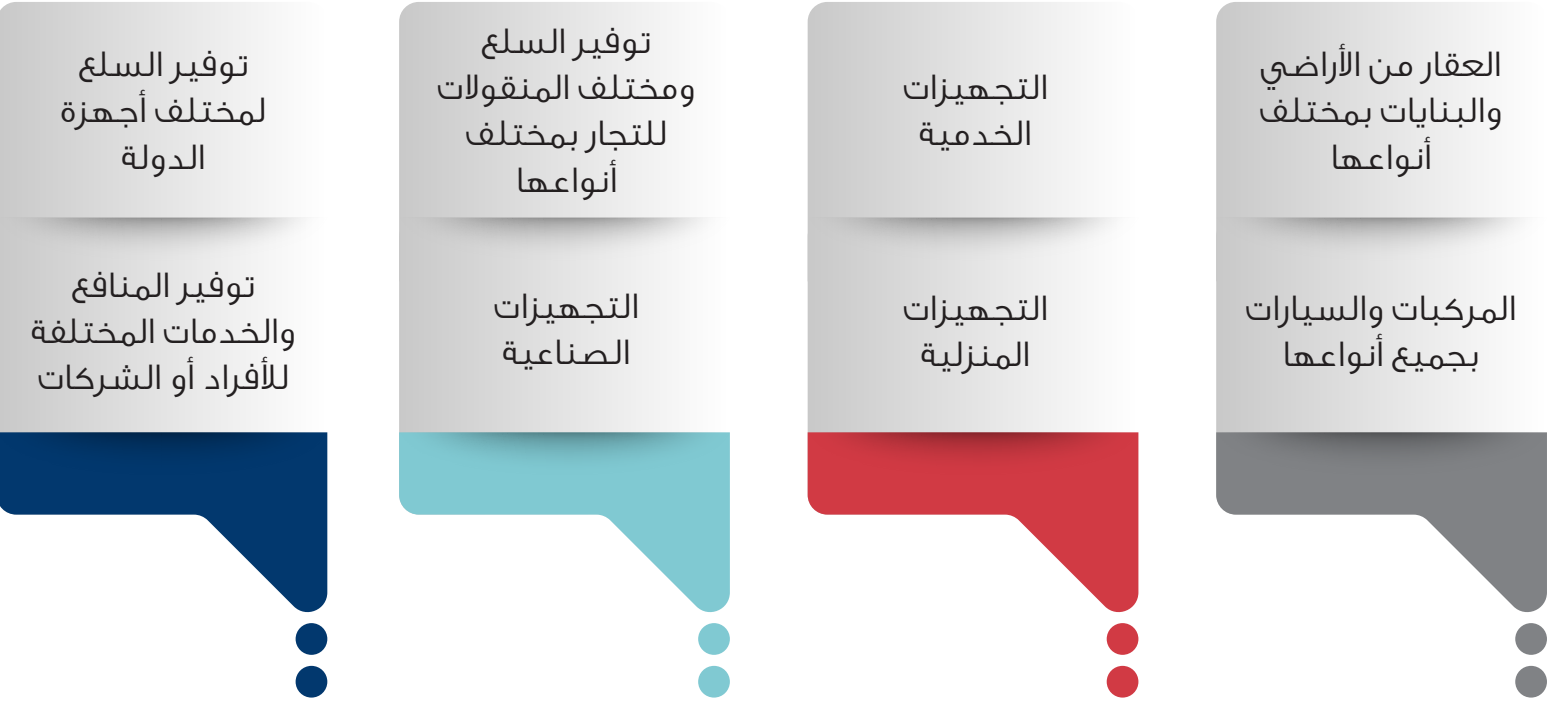 العقار من الأراضي
والبنايات بمختلف
أنواعها
المركبات والسيارات
بجميع أنواعها
التجهيزات
الخدمية
التجهيزات
المنزلية
توفير السلع
ومختلف المنقولات
للتجار بمختلف
أنواعها
التجهيزات
الصناعية
توفير السلع
لمختلف أجهزة
الدولة
توفير المنافع
والخدمات المختلفة
للأفراد أو الشركات